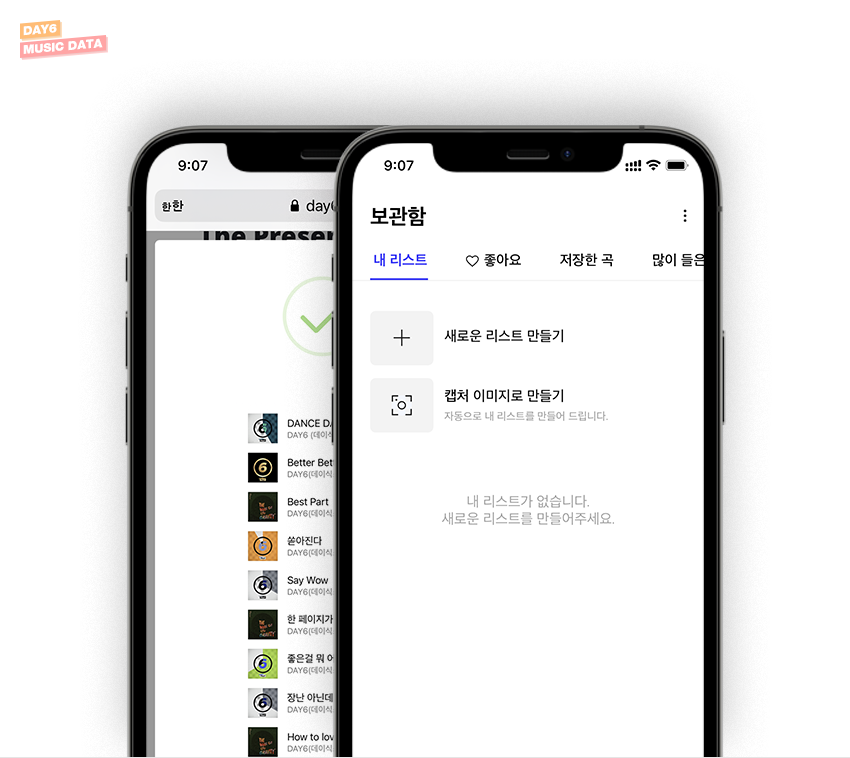 DAY6
MUSIC DATA
9:07
한한
day6
The Presen
DANCE DA
DAY6 (데이식
Better Bet
DAY6(데이식
Best Part
DAY6(데이식
쏟아진다
DAY6(데이식
Say Wow
DAY6(데이식
한 페이지가
DAY6(데이식
좋은걸 뭐 어
DAY6(데이식
장난 아닌데
DAY6(데이식
How to lov
DAY6(데이식
9:07
보관함
내 리스트
좋아요
저장한 곡
많이 들은
새로운 리스트 만들기
캡처 이미지로 만들기
자동으로 내 리스트를 만들어 드립니다.
내 리스트가 없습니다.
새로운 리스트를 만들어주세요.